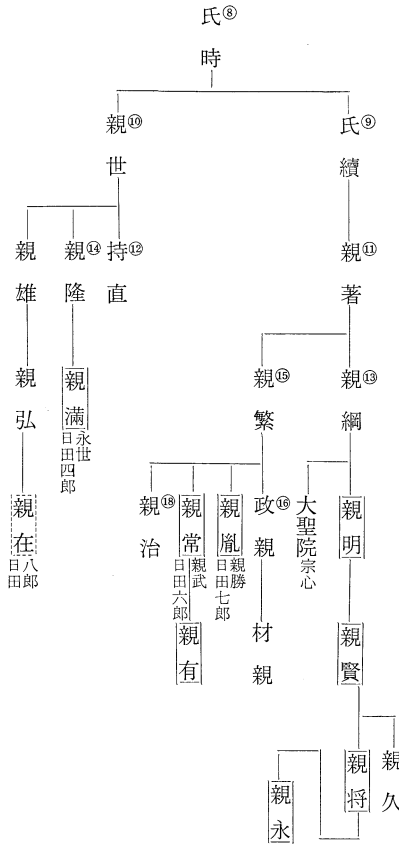 氏⑧時
氏⑨續
親⑩世
親⑪著
持⑫直
親⑭隆
親雄
親⑬綱
親⑮繁
親滿
永世
日田四郎
親弘
親明
大聖院宗心
政⑯親
親胤
親勝
日田七郎
親常
親武
日田六郎
親⑱治
親在
八郎
日田
親賢
材親
親有
親久
親将
親永